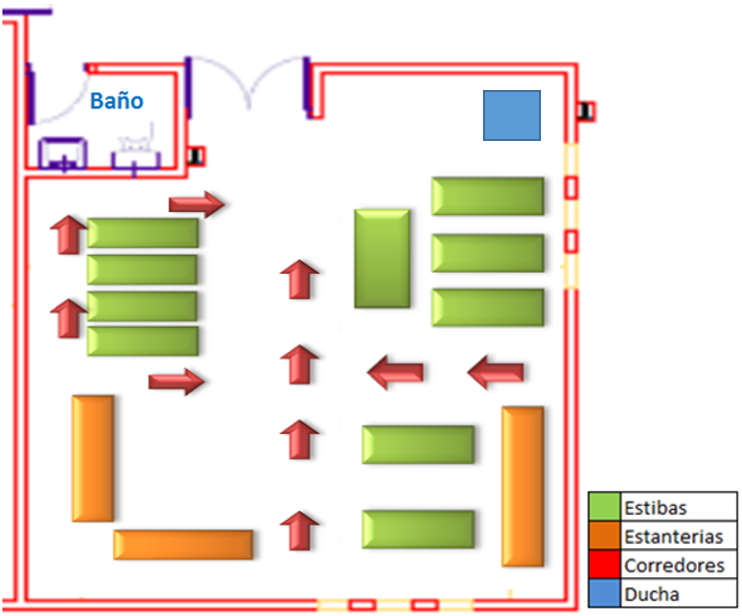 Baño
Estibas
Estanterias
Corredores
Ducha